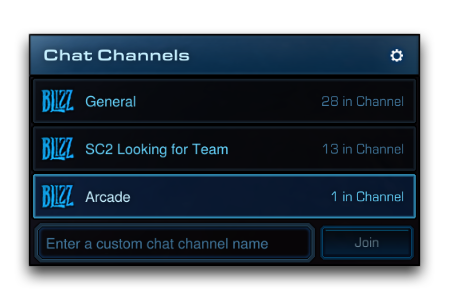 Chat Channels
BLIZZ General 28 in Channel
BLIZZ SC2 Looking for Team 13 in Channel
BLIZZ Arcade 1 in Channel
Enter a custom chat channel name Join